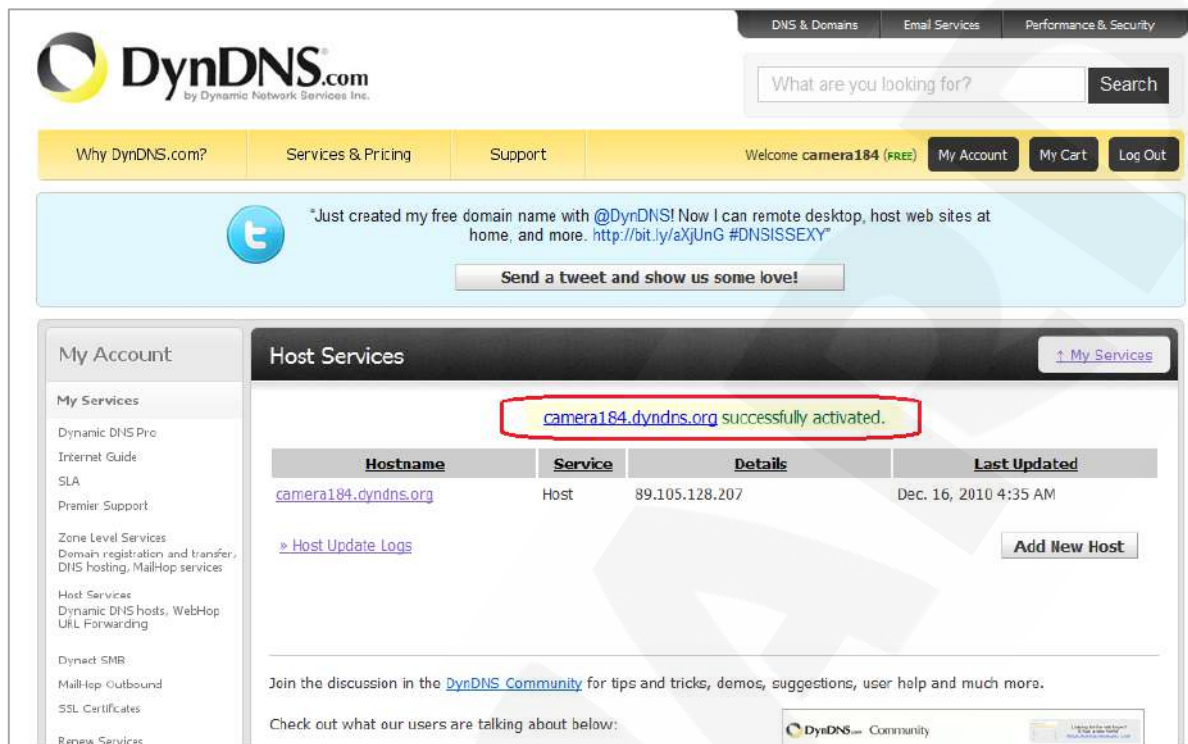 DNS & Domains
Email Services
Performance & Security
DynDNS.com
by Dynamic Network Services Inc.
What are you looking for?
Search
Why DynDNS.com?
Services & Pricing
Support
Welcome camera184 (FREE)
My Account
My Cart
Log Out
"Just created my free domain name with @DynDNS! Now I can remote desktop, host web sites at
home, and more. http://bit.ly/aXjUnG #DNSISSEXY"
Send a tweet and show us some love!
My Account
My Services
Dynamic DNS Pro
Internet Guide
SLA
Premier Support
Zone Level Services
Domain registration and transfer,
DNS hosting, MailHop services
Host Services
Dynamic DNS hosts, WebHop
URL Forwarding
Dynect SMB
MailHop Outbound
SSL Certificates
Renew Services
Host Services
↑ My Services
camera184.dyndns.org successfully activated.
Hostname Service Details Last Updated
camera184.dyndns.org Host 89.105.128.207 Dec. 16, 2010 4:35 AM
» Host Update Logs
Add New Host
Join the discussion in the DynDNS Community for tips and tricks, demos, suggestions, user help and much more.
Check out what our users are talking about below:
DynDNS Community